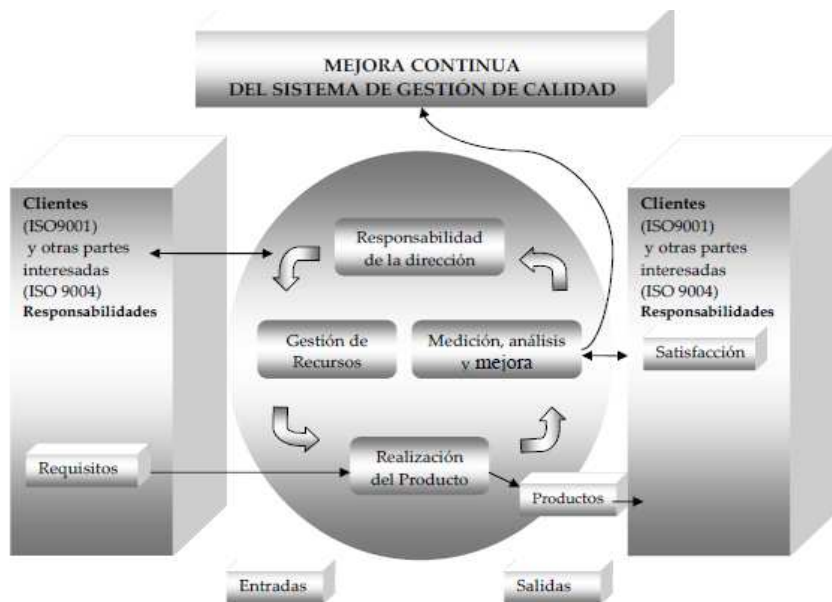 MEJORA CONTINUA
DEL SISTEMA DE GESTIÓN DE CALIDAD
Clientes
(ISO9001)
y otras partes
interesadas
(ISO 9004)
Responsabilidades
Requisitos
Responsabilidad
de la dirección
Gestión de
Recursos
Medición, análisis
y mejora
Realización
del Producto
Productos
Clientes
(ISO9001)
y otras partes
interesadas
(ISO 9004)
Responsabilidades
Satisfacción
Entradas
Salidas